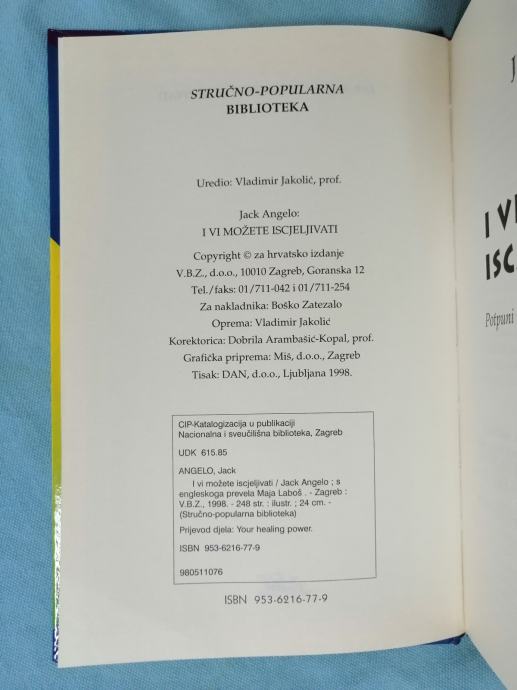 STRUČNO-POPULARNA
BIBLIOTEKA
Uredio: Vladimir Jakolić, prof.
Jack Angelo:
I VI MOŽETE ISCJELJIVATI
Copyright © za hrvatsko izdanje
V.B.Z., d.o.o., 10010 Zagreb, Goranska 12
Tel./faks: 01/711-042 i 01/711-254
Za nakladnika: Boško Zatezalo
Oprema: Vladimir Jakolić
Korektorica: Dobrila Arambašić-Kopal, prof.
Grafička priprema: Miš, d.o.o., Zagreb
Tisak: DAN, d.o.o., Ljubljana 1998.
CIP-Katalogizacija u publikaciji
Nacionalna i sveučilišna biblioteka, Zagreb
UDK 615.85
ANGELO, Jack
I vi možete iscjeljivati / Jack Angelo ; s
engleskoga prevela Maja Laboš . - Zagreb :
V.B.Z., 1998. - 248 str. : ilustr. ; 24 cm. -
(Stručno-popularna biblioteka)
Prijevod djela: Your healing power.
ISBN 953-6216-77-9
980511076
ISBN 953-6216-77-9
J
I VI
ISC
Potpuni